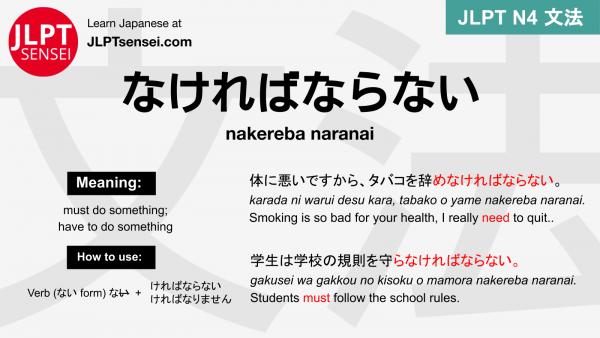 JLPT
SENSEI
Learn Japanese at
JLPTsensei.com
JLPT N4 文法
なければならない
nakereba naranai
Meaning:
must do something;
have to do something
How to use:
Verb (ない form) ない + ければならない
ければなりません
体に悪いですから、タバコを辞めなければならない。
karada ni warui desu kara, tabako o yame nakereba naranai.
Smoking is so bad for your health, I really need to quit..
学生は学校の規則を守らなければならない。
gakusei wa gakkou no kisoku o mamora nakereba naranai.
Students must follow the school rules.
文法